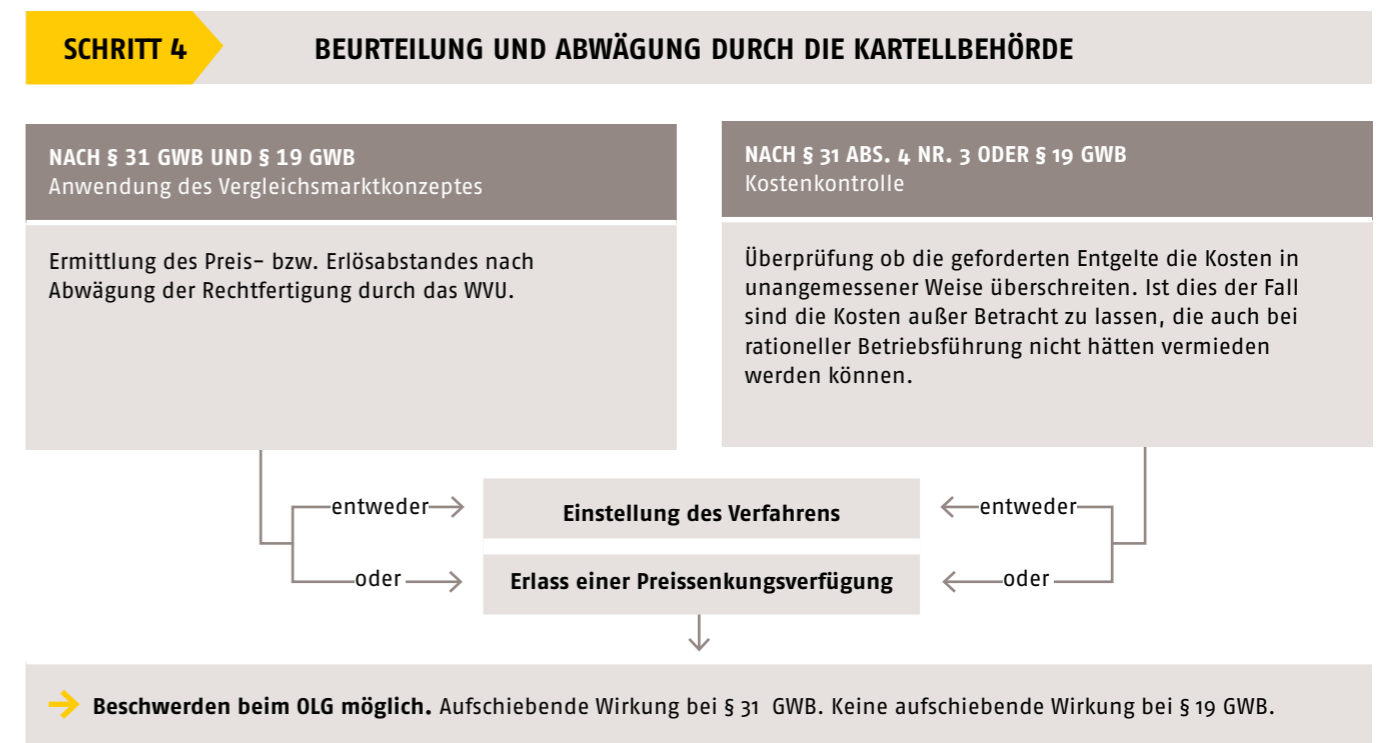 SCHRITT 4
BEURTEILUNG UND ABWÄGUNG DURCH DIE KARTELLBEHÖRDE
NACH § 31 GWB UND § 19 GWB
Anwendung des Vergleichsmarktkonzeptes
Ermittlung des Preis- bzw. Erlösabstandes nach
Abwägung der Rechtfertigung durch das WVU.
NACH § 31 ABS. 4 NR. 3 ODER § 19 GWB
Kostenkontrolle
Überprüfung ob die geforderten Entgelte die Kosten in
unangemessener Weise überschreiten. Ist dies der Fall
sind die Kosten außer Betracht zu lassen, die auch bei
rationeller Betriebsführung nicht hätten vermieden
werden können.
entweder
Einstellung des Verfahrens
entweder
oder
Erlass einer Preissenkungsverfügung
oder
Beschwerden beim OLG möglich. Aufschiebende Wirkung bei § 31 GWB. Keine aufschiebende Wirkung bei § 19 GWB.